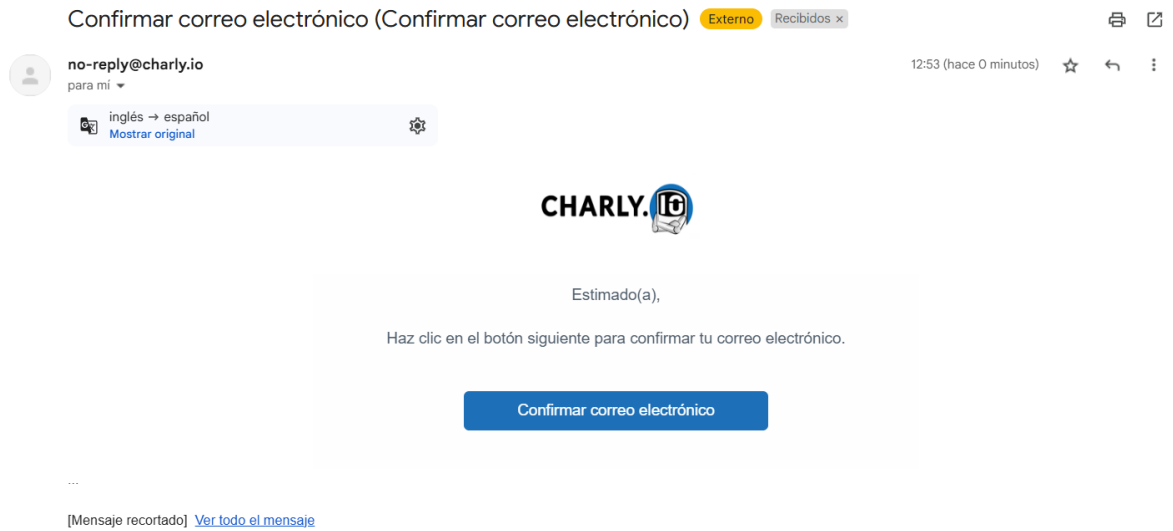 Confirmar correo electrónico (Confirmar correo electrónico) Externo Recibidos ×
no-reply@charly.io 12:53 (hace 0 minutos)
para mí
inglés → español
Mostrar original
CHARLY.IO
Estimado(a),
Haz clic en el botón siguiente para confirmar tu correo electrónico.
Confirmar correo electrónico
...
[Mensaje recortado] Ver todo el mensaje